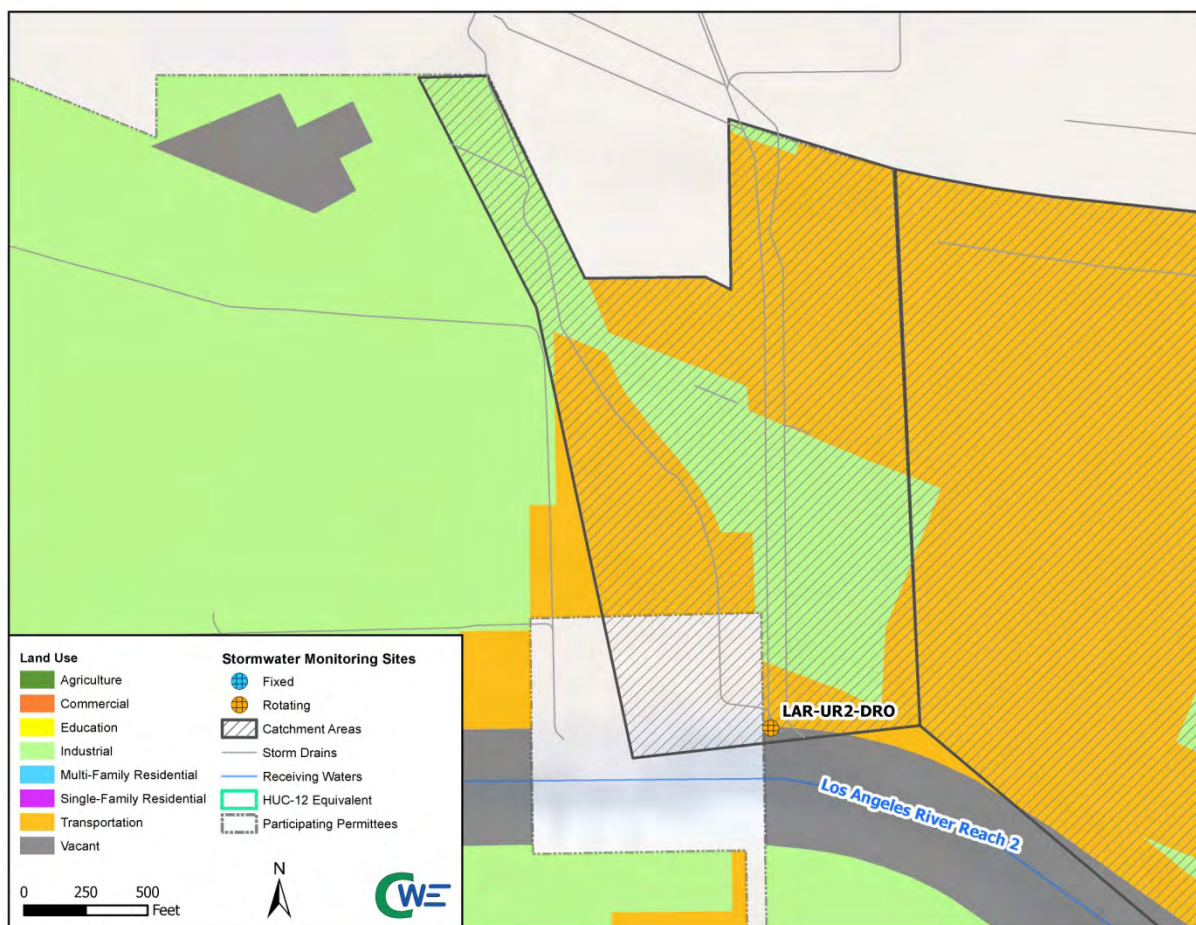 LAR-UR2-DRO
Los Angeles River Reach 2
Land Use
Agriculture
Commercial
Education
Industrial
Multi-Family Residential
Single-Family Residential
Transportation
Vacant
Stormwater Monitoring Sites
Fixed
Rotating
Catchment Areas
Storm Drains
Receiving Waters
HUC-12 Equivalent
Participating Permittees
0 250 500
Feet
N
CWE